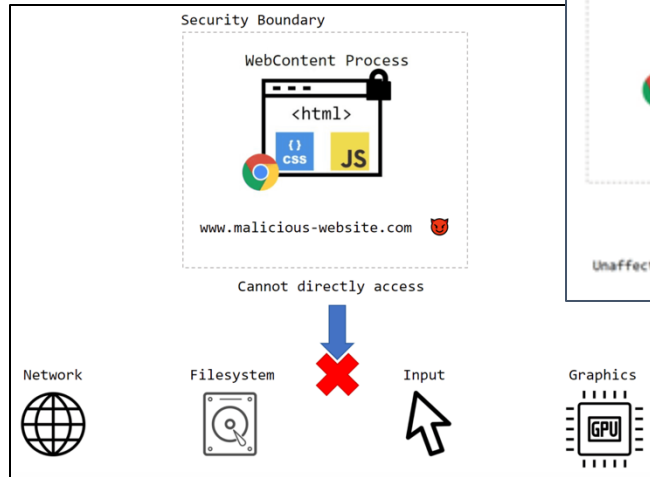 Security Boundary
WebContent Process
<html>
{}
CSS
JS
www.malicious-website.com
Cannot directly access
Network
Filesystem
Input
Graphics
GPU